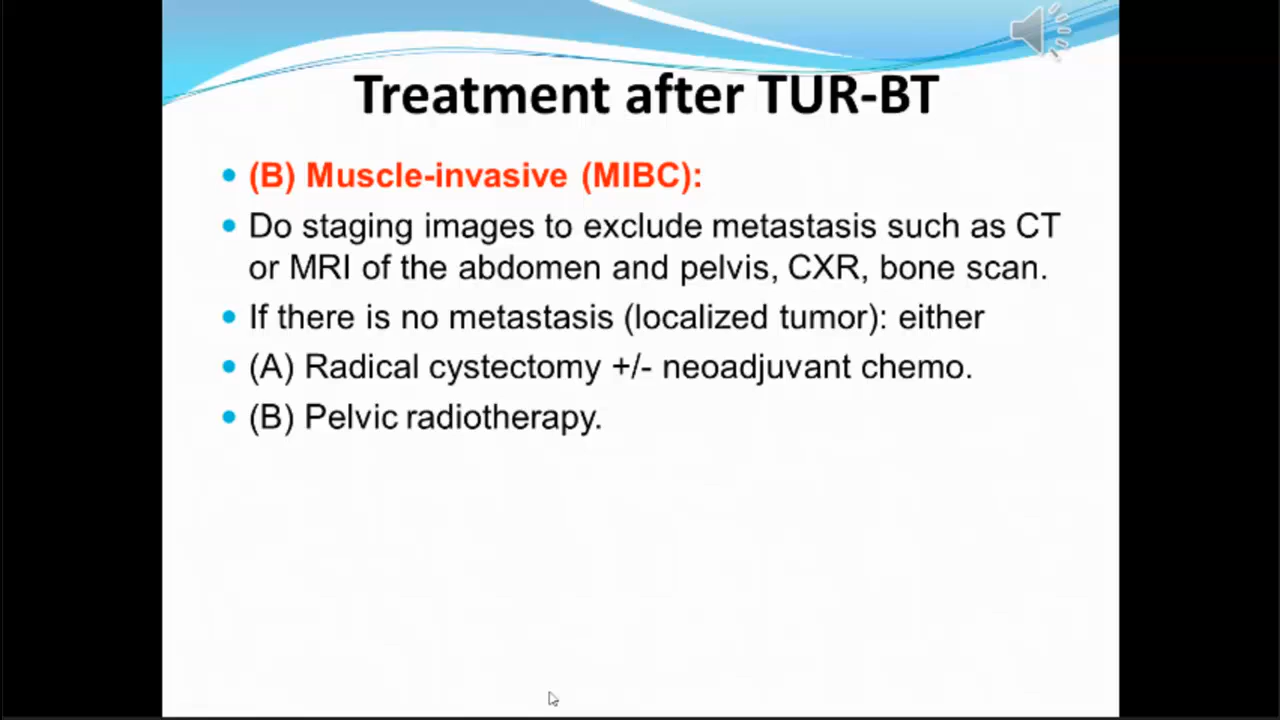 Treatment after TUR-BT
(B) Muscle-invasive (MIBC):
Do staging images to exclude metastasis such as CT
or MRI of the abdomen and pelvis, CXR, bone scan.
If there is no metastasis (localized tumor): either
(A) Radical cystectomy +/- neoadjuvant chemo.
(B) Pelvic radiotherapy.